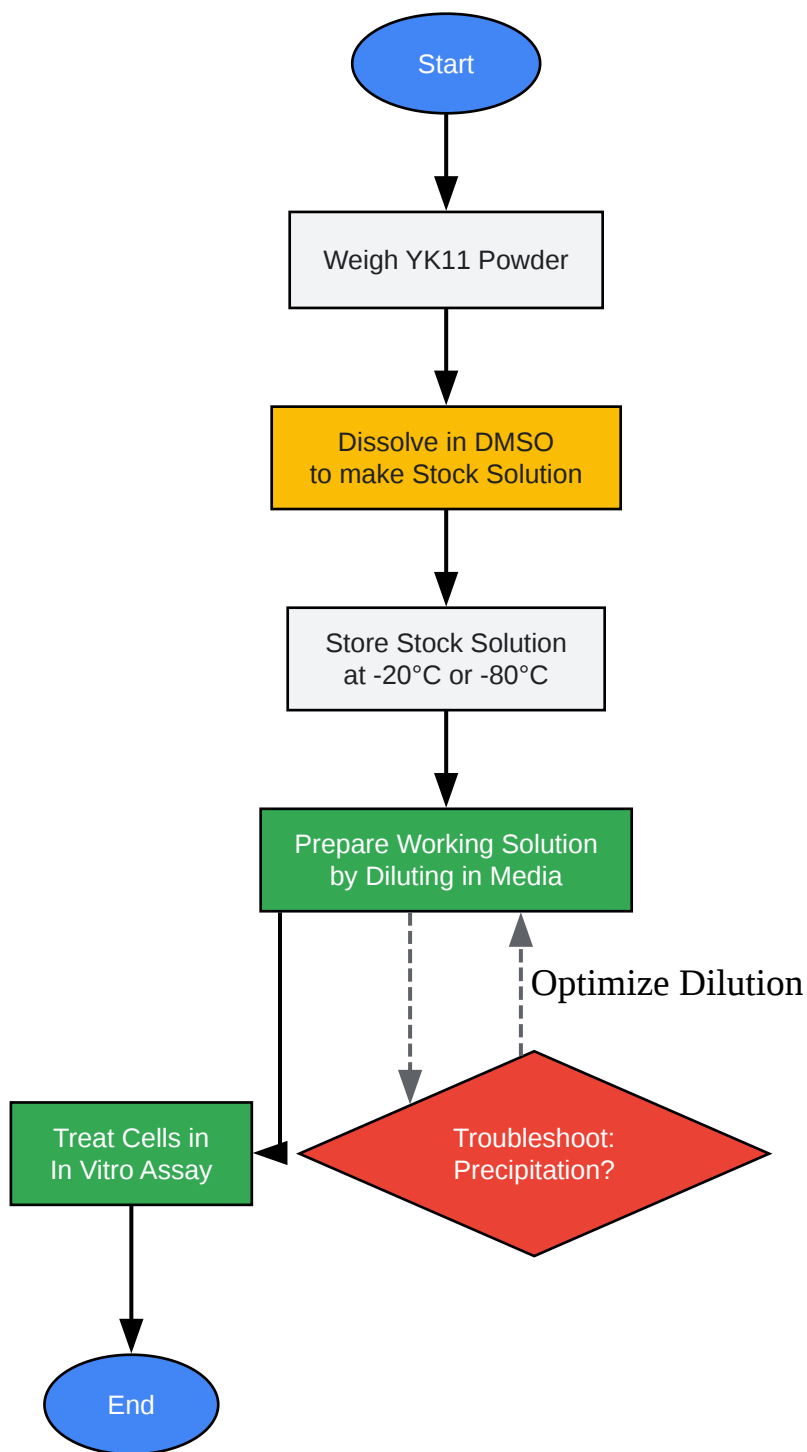 Start
Weigh YK11 Powder
Dissolve in DMSO
to make Stock Solution
Store Stock Solution
at -20°C or -80°C
Prepare Working Solution
by Diluting in Media
Optimize Dilution
Treat Cells in
In Vitro Assay
Troubleshoot:
Precipitation?
End